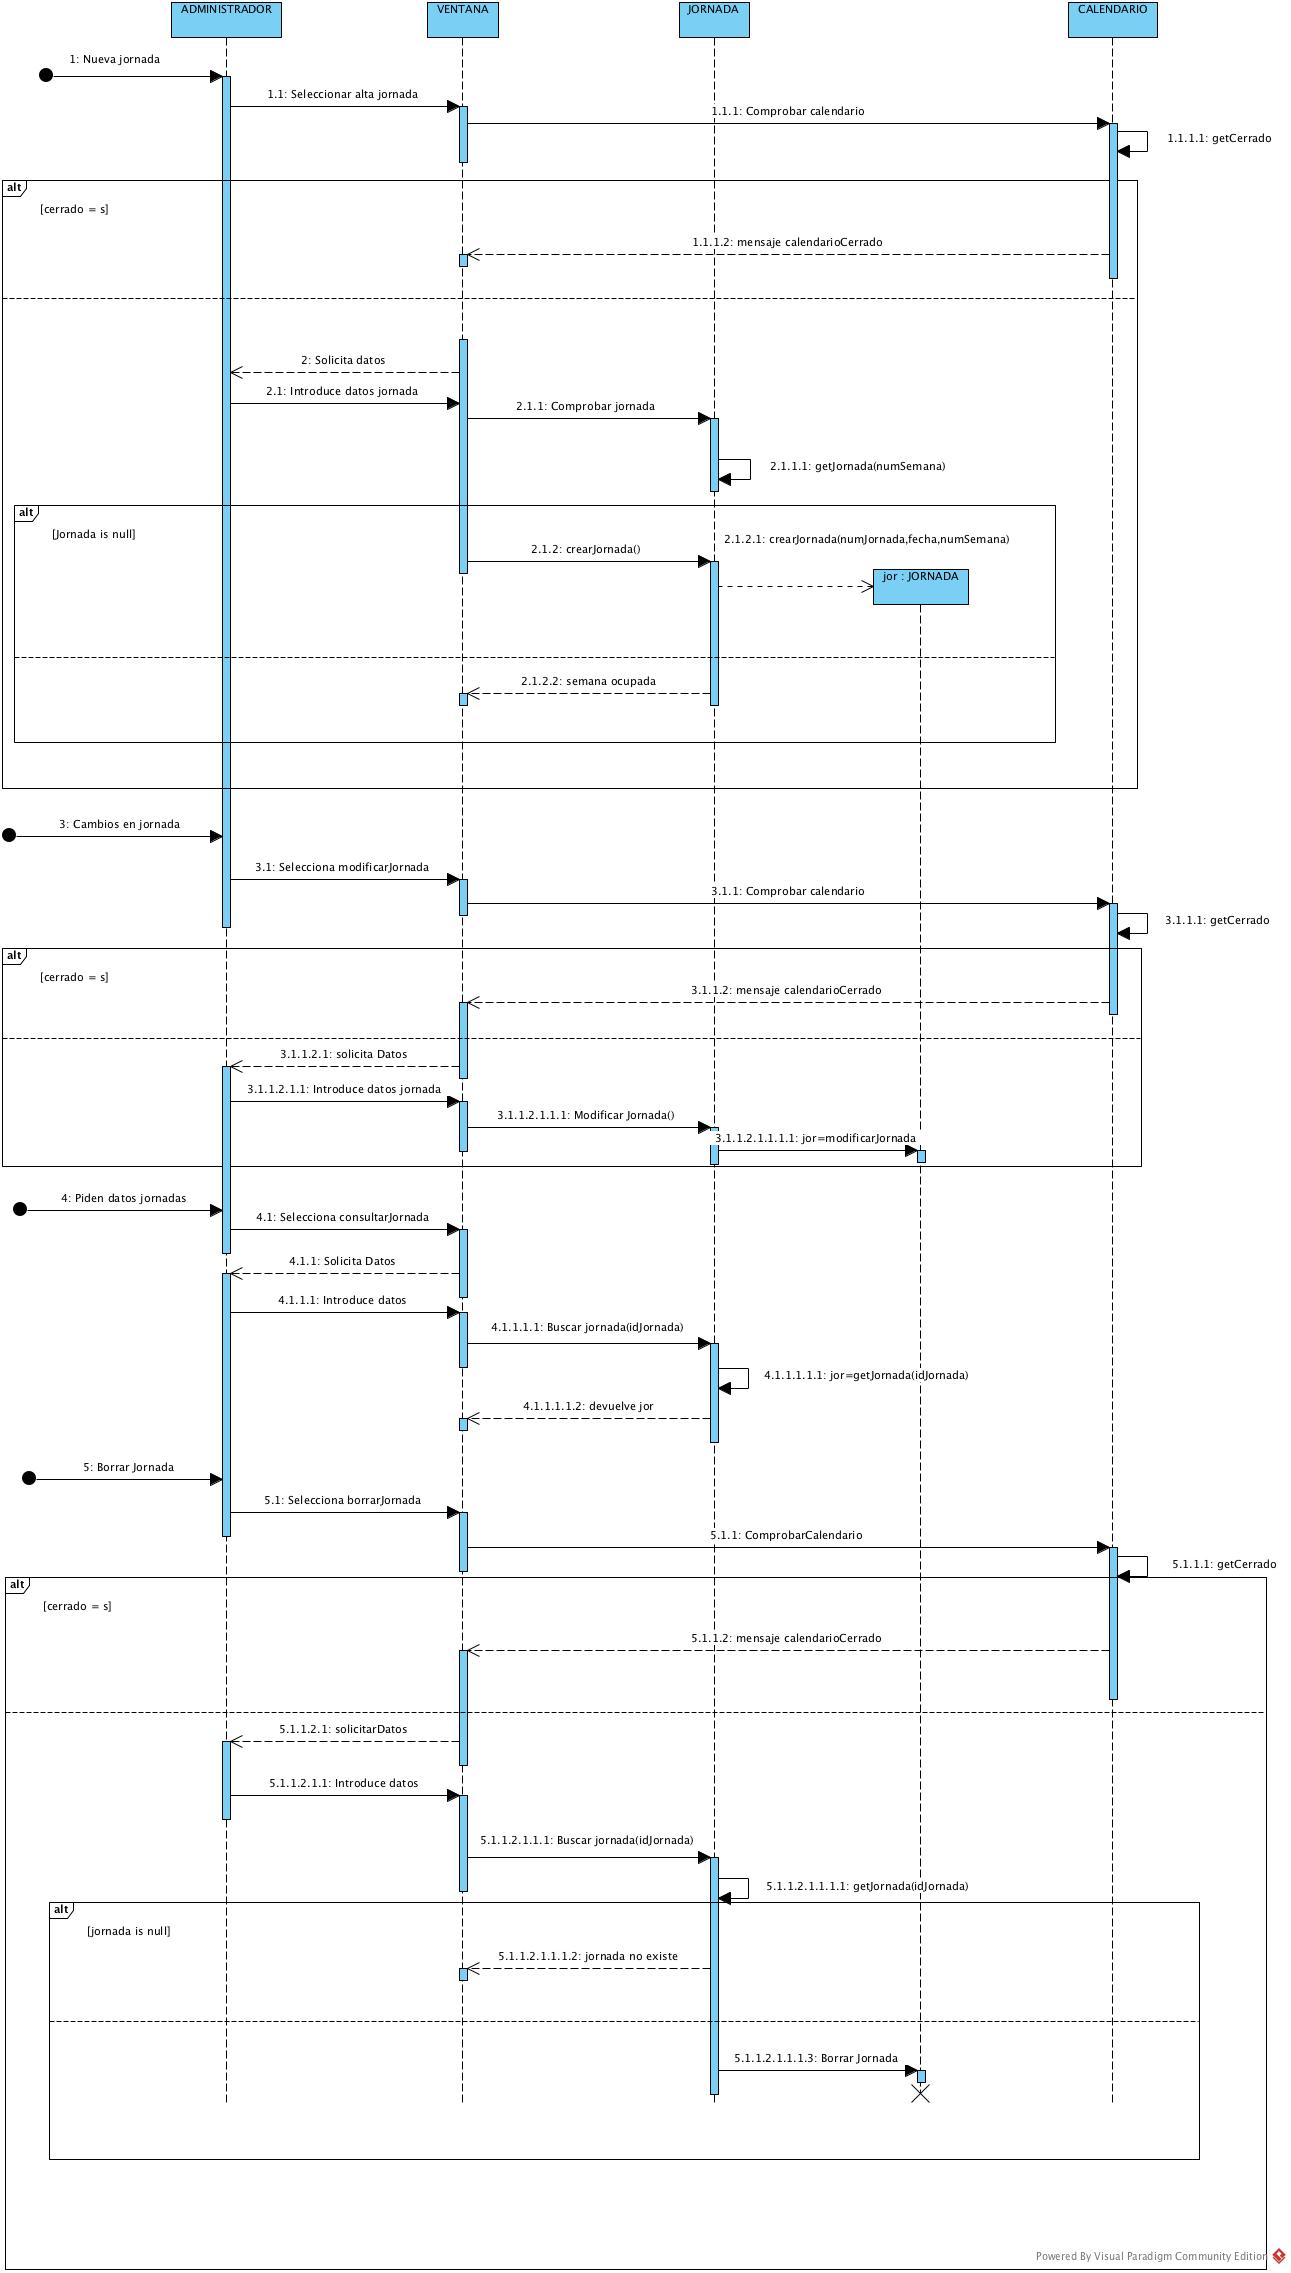 ADMINISTRADOR
VENTANA
JORNADA
CALENDARIO
1: Nueva jornada
1.1: Seleccionar alta jornada
1.1.1: Comprobar calendario
1.1.1.1: getCerrado
alt
[cerrado = s]
1.1.1.2: mensaje calendarioCerrado
2: Solicita datos
2.1: Introduce datos jornada
2.1.1: Comprobar jornada
2.1.1.1: getJornada(numSemana)
alt
[Jornada is null]
2.1.2: crearJornada()
2.1.2.1: crearJornada(numJornada,fecha,numSemana)
jor : JORNADA
2.1.2.2: semana ocupada
3: Cambios en jornada
3.1: Selecciona modificarJornada
3.1.1: Comprobar calendario
3.1.1.1: getCerrado
alt
[cerrado = s]
3.1.1.2: mensaje calendarioCerrado
3.1.1.2.1: solicita Datos
3.1.1.2.1.1: Introduce datos jornada
3.1.1.2.1.1.1: Modificar Jornada()
3.1.1.2.1.1.1.1: jor=modificarJornada
4: Piden datos jornadas
4.1: Selecciona consultarJornada
4.1.1: Solicita Datos
4.1.1.1: Introduce datos
4.1.1.1.1: Buscar jornada(idJornada)
4.1.1.1.1.1: jor=getJornada(idJornada)
4.1.1.1.1.2: devuelve jor
5: Borrar Jornada
5.1: Selecciona borrarJornada
5.1.1: ComprobarCalendario
5.1.1.1: getCerrado
alt
[cerrado = s]
5.1.1.2: mensaje calendarioCerrado
5.1.1.2.1: solicitarDatos
5.1.1.2.1.1: Introduce datos
5.1.1.2.1.1.1: Buscar jornada(idJornada)
5.1.1.2.1.1.1.1: getJornada(idJornada)
alt
[jornada is null]
5.1.1.2.1.1.1.2: jornada no existe
5.1.1.2.1.1.1.3: Borrar Jornada
Powered By Visual Paradigm Community Edition